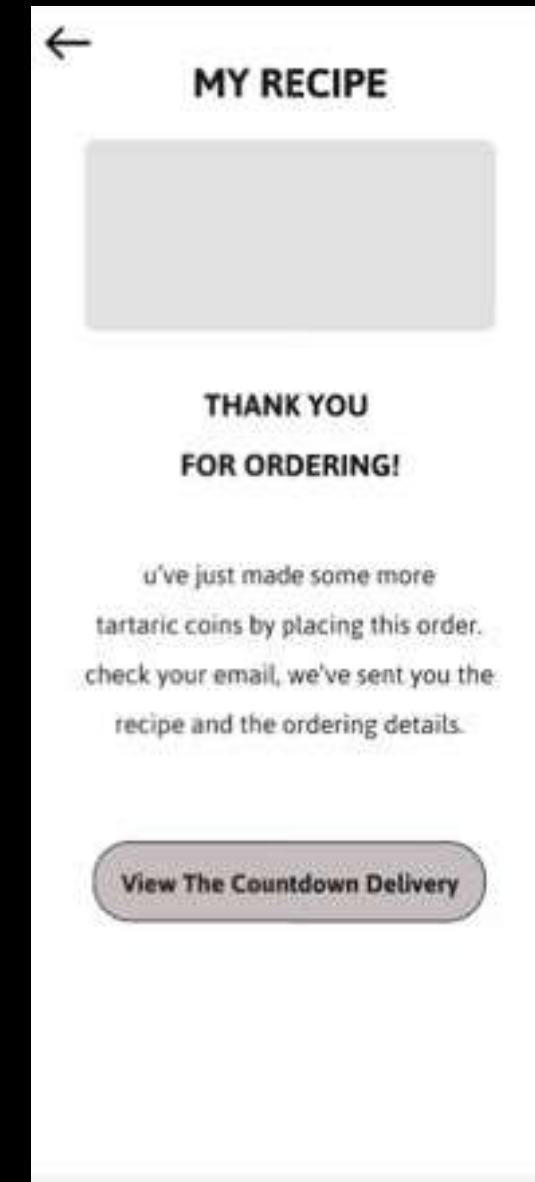 MY RECIPE
THANK YOU
FOR ORDERING!
u've just made some more
tartaric coins by placing this order.
check your email, we've sent you the
recipe and the ordering details.
View The Countdown Delivery